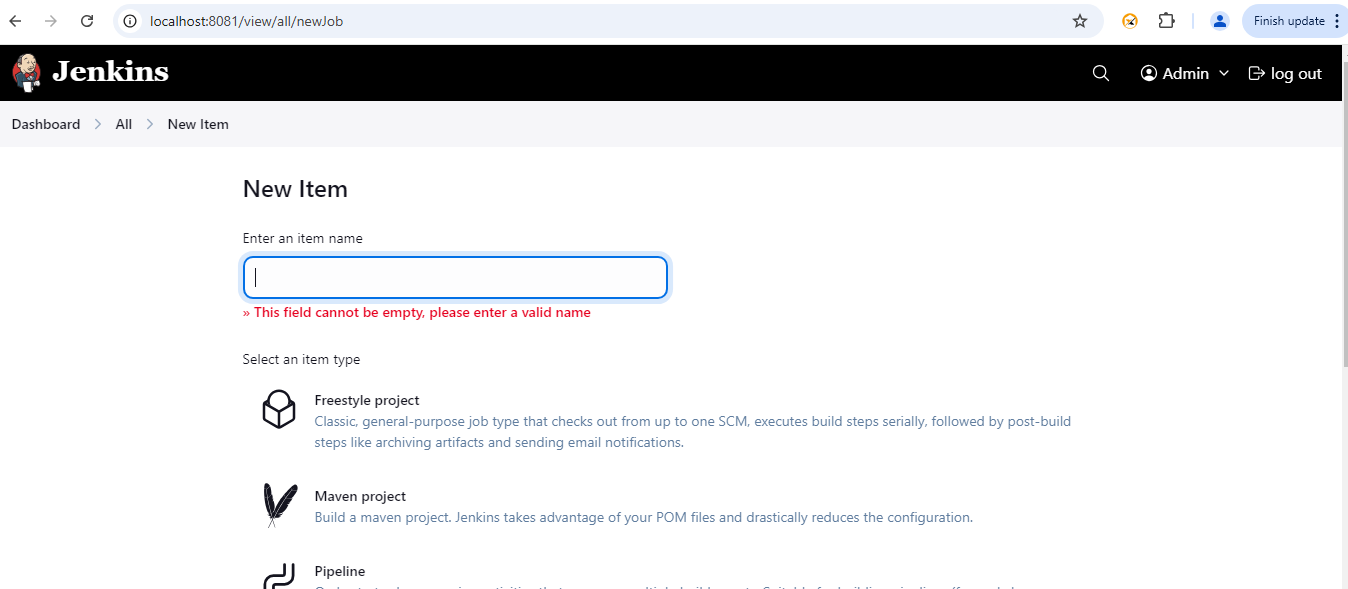 localhost:8081/view/all/newJob
Finish update
Jenkins
Admin
log out
Dashboard > All > New Item
New Item
Enter an item name
» This field cannot be empty, please enter a valid name
Select an item type
Freestyle project
Classic, general-purpose job type that checks out from up to one SCM, executes build steps serially, followed by post-build
steps like archiving artifacts and sending email notifications.
Maven project
Build a maven project. Jenkins takes advantage of your POM files and drastically reduces the configuration.
Pipeline